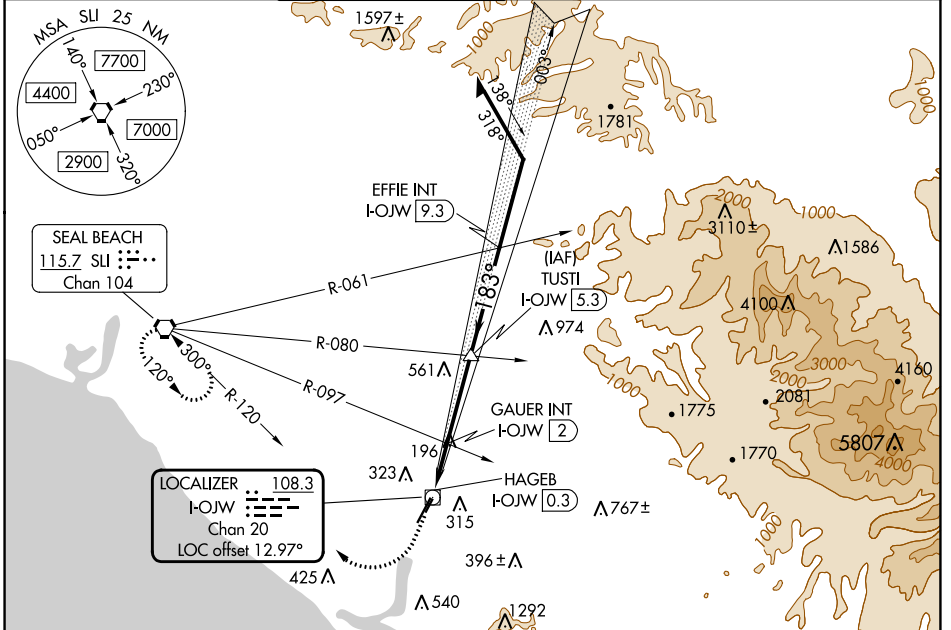 MSA SLI 25 NM
140°
7700
4400
230°
050°
7000
2900
320°
1597±
1000
003°
138°
318°
1781
1000
EFFIE INT
I-OJW 9.3
SEAL BEACH
115.7 SLI
Chan 104
R-061
183°
(IAF)
TUSTI
I-OJW 5.3
974
2000
1000
3110±
1586
4100
300°
120°
R-080
561
R-120
R-097
1000
3000
2000
4160
2081
1775
GAUER INT
I-OJW 2
196
1770
5807
4000
LOCALIZER 108.3
I-OJW
Chan 20
LOC offset 12.97°
323
HAGEB
I-OJW 0.3
315
767±
396±
425
540
1292